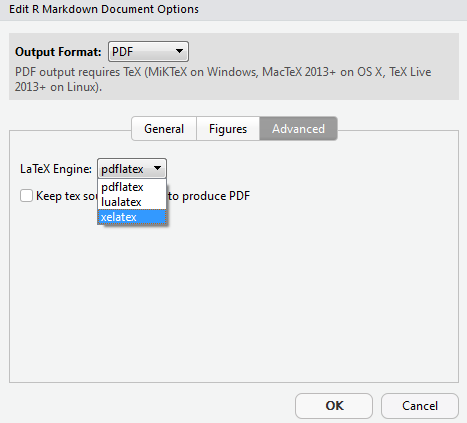 Edit R Markdown Document Options
Output Format: PDF
PDF output requires TeX (MiKTeX on Windows, MacTeX 2013+ on OS X, TeX Live
2013+ on Linux).
General Figures Advanced
LaTeX Engine: pdflatex
pdflatex
lualatex
xelatex
Keep tex sou to produce PDF
OK Cancel